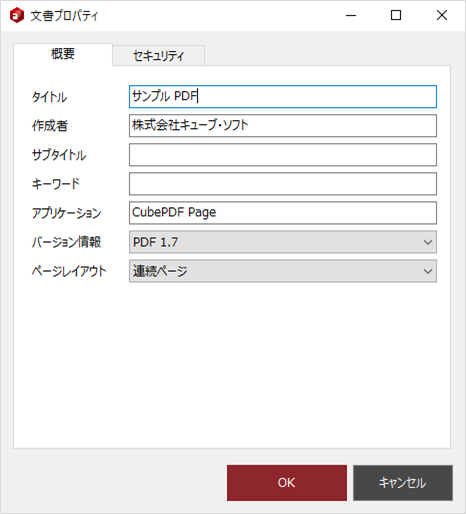 文書プロパティ
概要
セキュリティ
タイトル サンプル PDF
作成者 株式会社キューブ・ソフト
サブタイトル
キーワード
アプリケーション CubePDF Page
バージョン情報 PDF 1.7
ページレイアウト 連続ページ
OK キャンセル